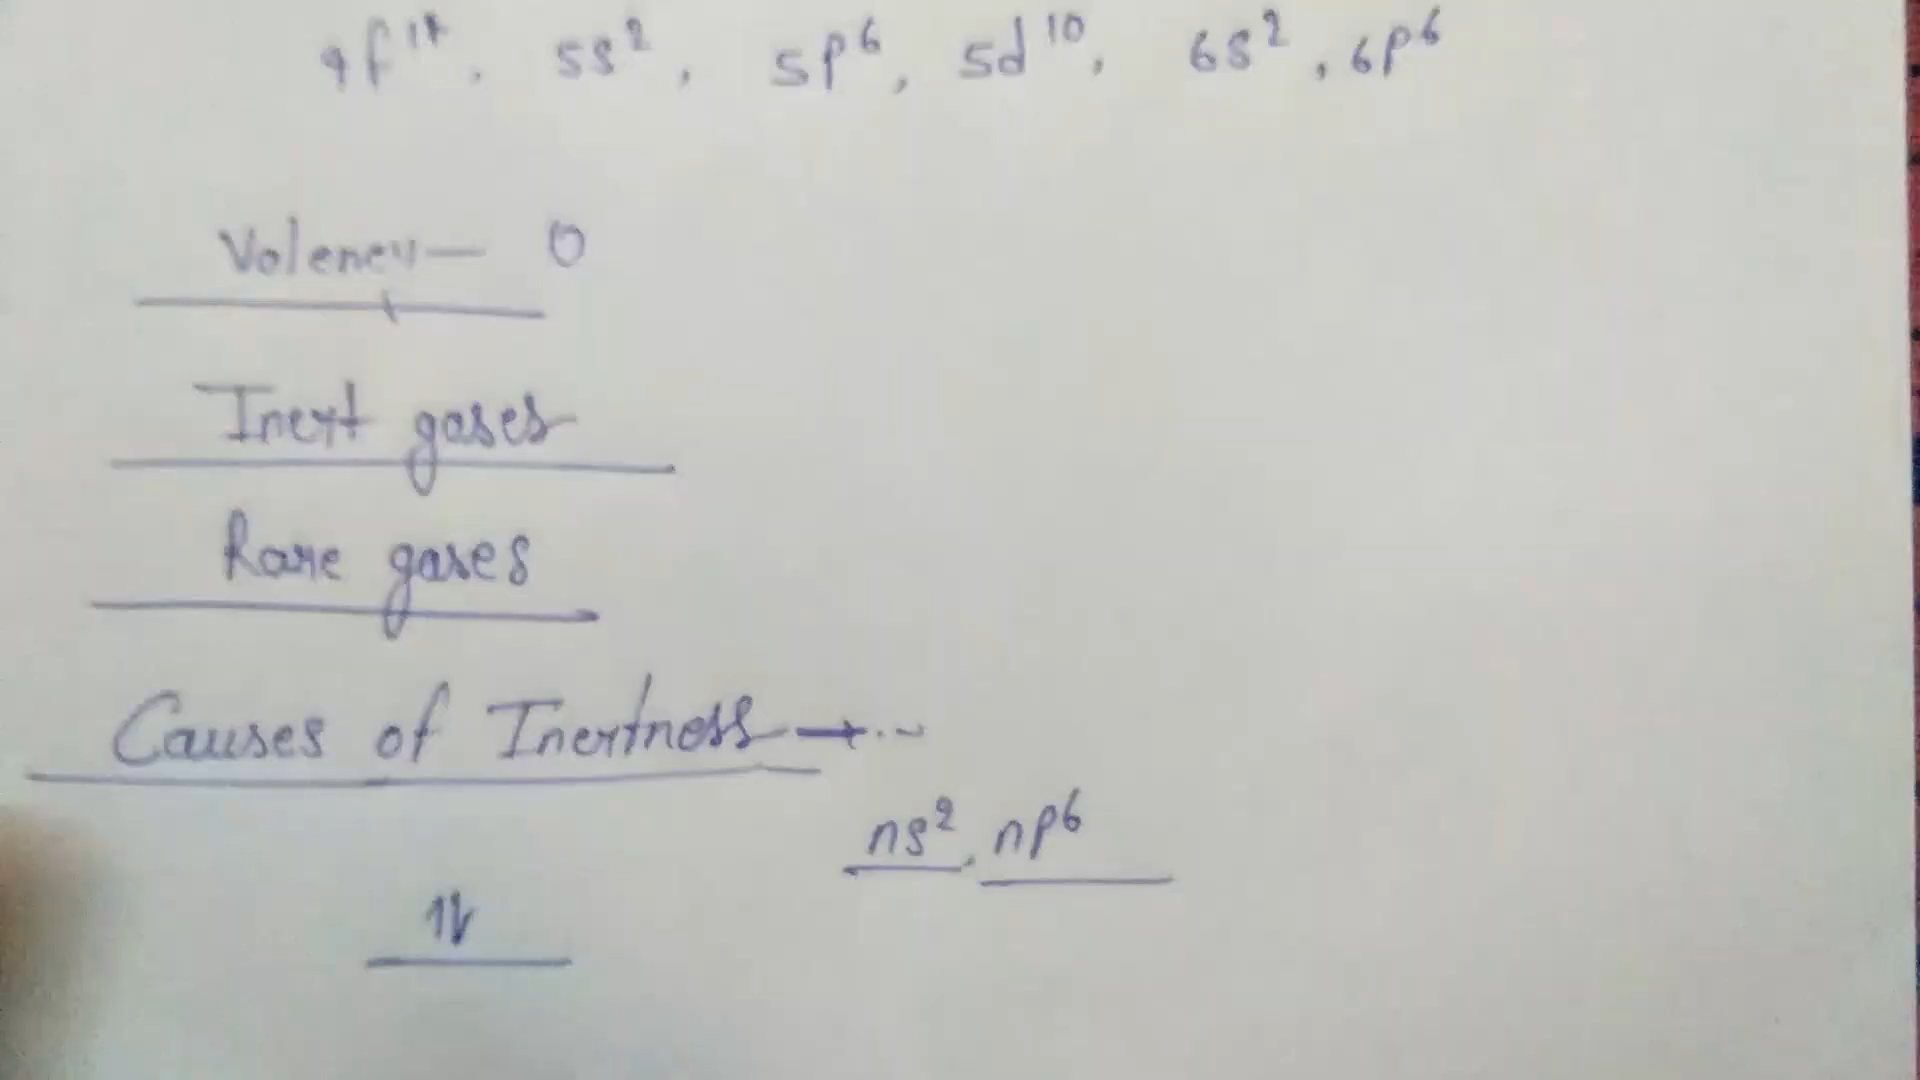 4f¹⁴, 5s², 5p⁶, 5d¹⁰, 6s², 6p⁶
Valency — 0
Inert gases
Rare gases
Causes of Inertness →
ns², np⁶
↑↓